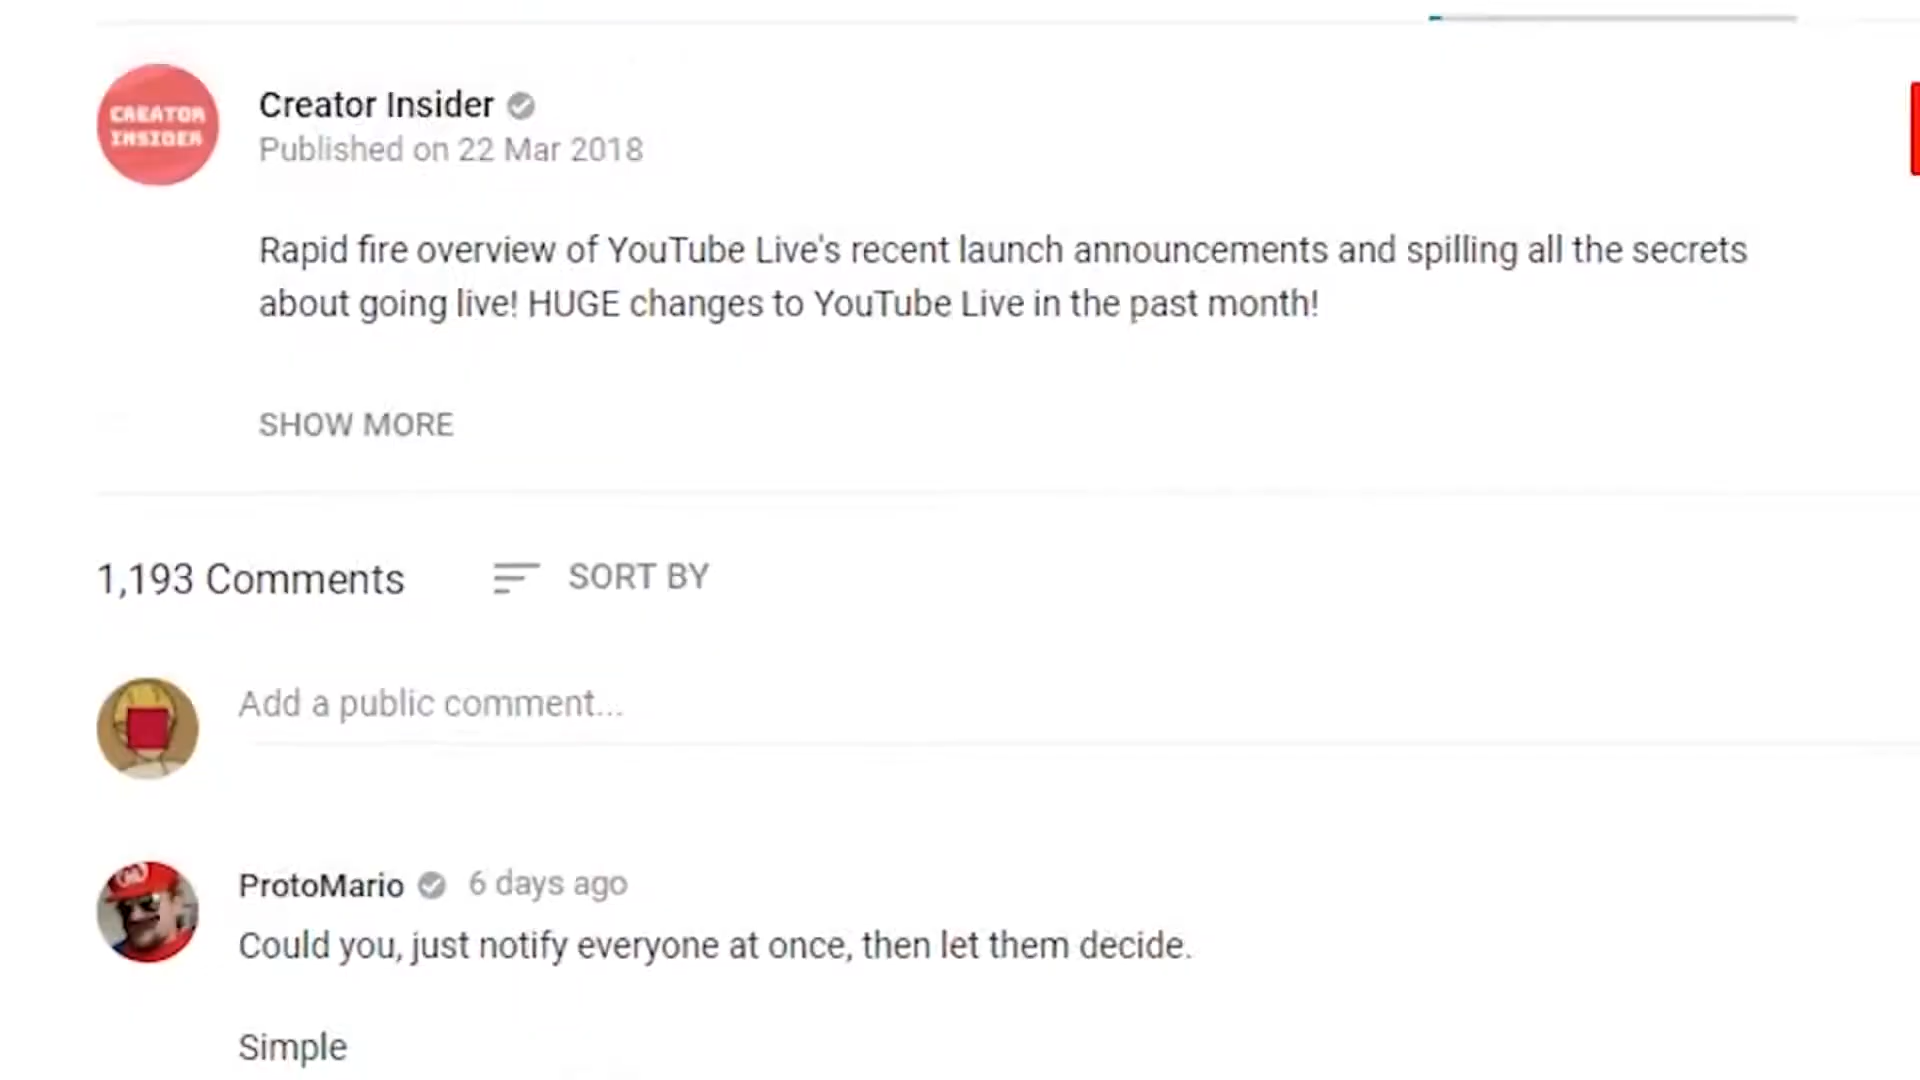 CREATOR
INSIDER
Creator Insider
Published on 22 Mar 2018
Rapid fire overview of YouTube Live's recent launch announcements and spilling all the secrets
about going live! HUGE changes to YouTube Live in the past month!
SHOW MORE
1,193 Comments SORT BY
Add a public comment...
ProtoMario 6 days ago
Could you, just notify everyone at once, then let them decide.
Simple